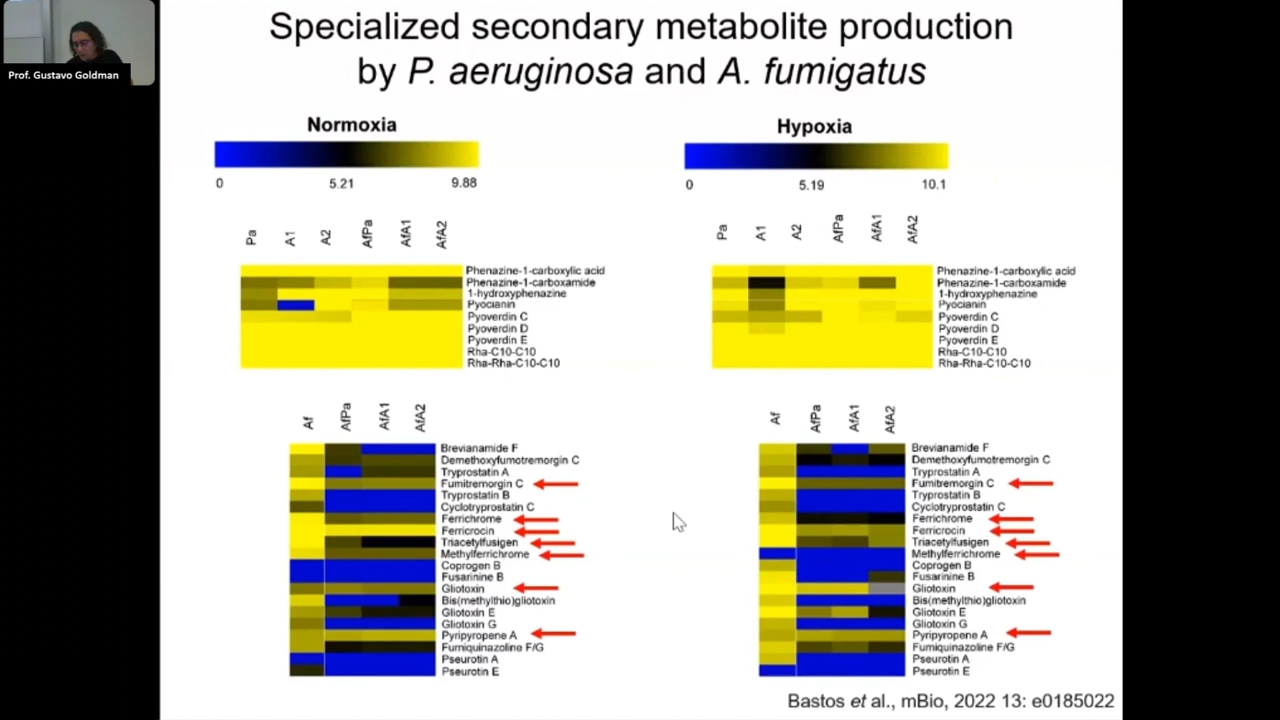 Prof. Gustavo Goldman
Specialized secondary metabolite production
by P. aeruginosa and A. fumigatus
Normoxia
0 5.21 9.88
Pa A1 A2 AfPa AfA1 AfA2
Phenazine-1-carboxylic acid
Phenazine-1-carboxamide
1-hydroxyphenazine
Pyocianin
Pyoverdin C
Pyoverdin D
Pyoverdin E
Rha-C10-C10
Rha-Rha-C10-C10
Af AfPa AfA1 AfA2
Brevianamide F
Demethoxyfumotremorgin C
Tryprostatin A
Fumitremorgin C
Tryprostatin B
Cyclotryprostatin C
Ferrichrome
Ferricrocin
Triacetylfusigen
Methylferrichrome
Coprogen B
Fusarinine B
Gliotoxin
Bis(methylthio)gliotoxin
Gliotoxin E
Gliotoxin G
Pyripyropene A
Fumiquinazoline F/G
Pseurotin A
Pseurotin E
Hypoxia
0 5.19 10.1
Pa A1 A2 AfPa AfA1 AfA2
Phenazine-1-carboxylic acid
Phenazine-1-carboxamide
1-hydroxyphenazine
Pyocianin
Pyoverdin C
Pyoverdin D
Pyoverdin E
Rha-C10-C10
Rha-Rha-C10-C10
Af AfPa AfA1 AfA2
Brevianamide F
Demethoxyfumotremorgin C
Tryprostatin A
Fumitremorgin C
Tryprostatin B
Cyclotryprostatin C
Ferrichrome
Ferricrocin
Triacetylfusigen
Methylferrichrome
Coprogen B
Fusarinine B
Gliotoxin
Bis(methylthio)gliotoxin
Gliotoxin E
Gliotoxin G
Pyripyropene A
Fumiquinazoline F/G
Pseurotin A
Pseurotin E
Bastos et al., mBio, 2022 13: e0185022